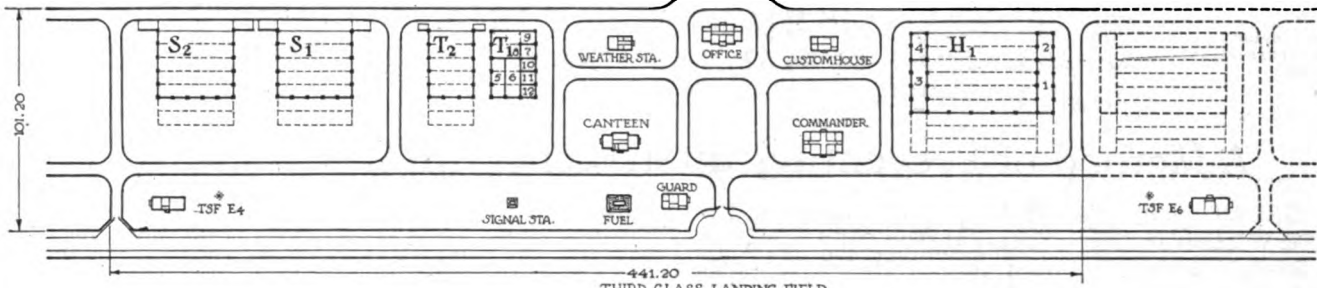 S2 S1 T2 T1 9
8 7
10
5 6 11
12
WEATHER STA. OFFICE CUSTOMHOUSE
4 H1 2
3 1
CANTEEN COMMANDER
TSF E4 SIGNAL STA. FUEL GUARD TSF E6
101.20
441.20
THIRD CLASS LANDING FIELD